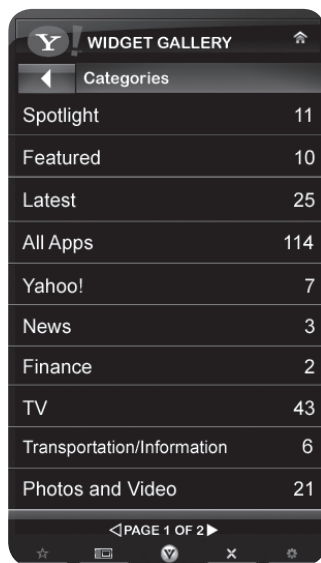 Y! WIDGET GALLERY
Categories
Spotlight 11
Featured 10
Latest 25
All Apps 114
Yahoo! 7
News 3
Finance 2
TV 43
Transportation/Information 6
Photos and Video 21
◁PAGE 1 OF 2▶